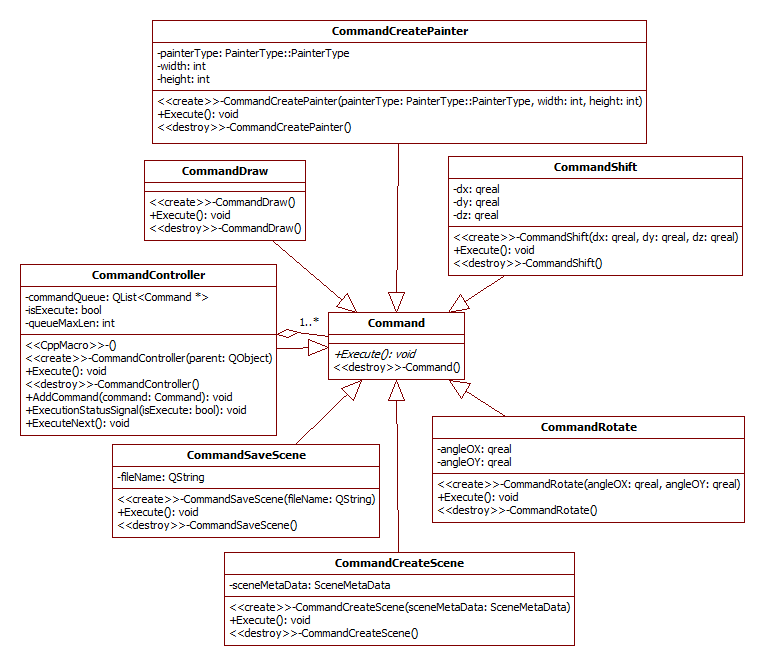 CommandCreatePainter
-painterType: PainterType::PainterType
-width: int
-height: int
<<create>>-CommandCreatePainter(painterType: PainterType::PainterType, width: int, height: int)
+Execute(): void
<<destroy>>-CommandCreatePainter()
CommandDraw
<<create>>-CommandDraw()
+Execute(): void
<<destroy>>-CommandDraw()
CommandShift
-dx: qreal
-dy: qreal
-dz: qreal
<<create>>-CommandShift(dx: qreal, dy: qreal, dz: qreal)
+Execute(): void
<<destroy>>-CommandShift()
CommandController
-commandQueue: QList<Command *>
-isExecute: bool
-queueMaxLen: int
<<CppMacro>>-()
<<create>>-CommandController(parent: QObject)
+Execute(): void
<<destroy>>-CommandController()
+AddCommand(command: Command): void
+ExecutionStatusSignal(isExecute: bool): void
+ExecuteNext(): void
1..*
Command
+Execute(): void
<<destroy>>-Command()
CommandSaveScene
-fileName: QString
<<create>>-CommandSaveScene(fileName: QString)
+Execute(): void
<<destroy>>-CommandSaveScene()
CommandRotate
-angleOX: qreal
-angleOY: qreal
<<create>>-CommandRotate(angleOX: qreal, angleOY: qreal)
+Execute(): void
<<destroy>>-CommandRotate()
CommandCreateScene
-sceneMetaData: SceneMetaData
<<create>>-CommandCreateScene(sceneMetaData: SceneMetaData)
+Execute(): void
<<destroy>>-CommandCreateScene()